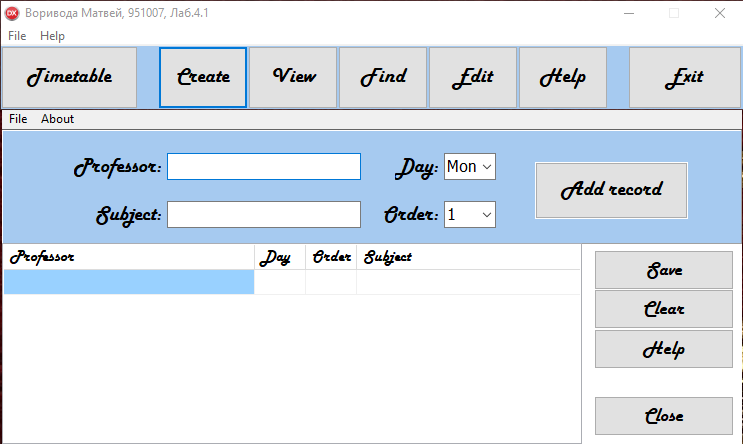 DX Воривода Матвей, 951007, Лаб.4.1
File Help
Timetable Create View Find Edit Help Exit
File About
Professor: Day: Mon
Add record
Subject: Order: 1
Professor Day Order Subject
Save
Clear
Help
Close